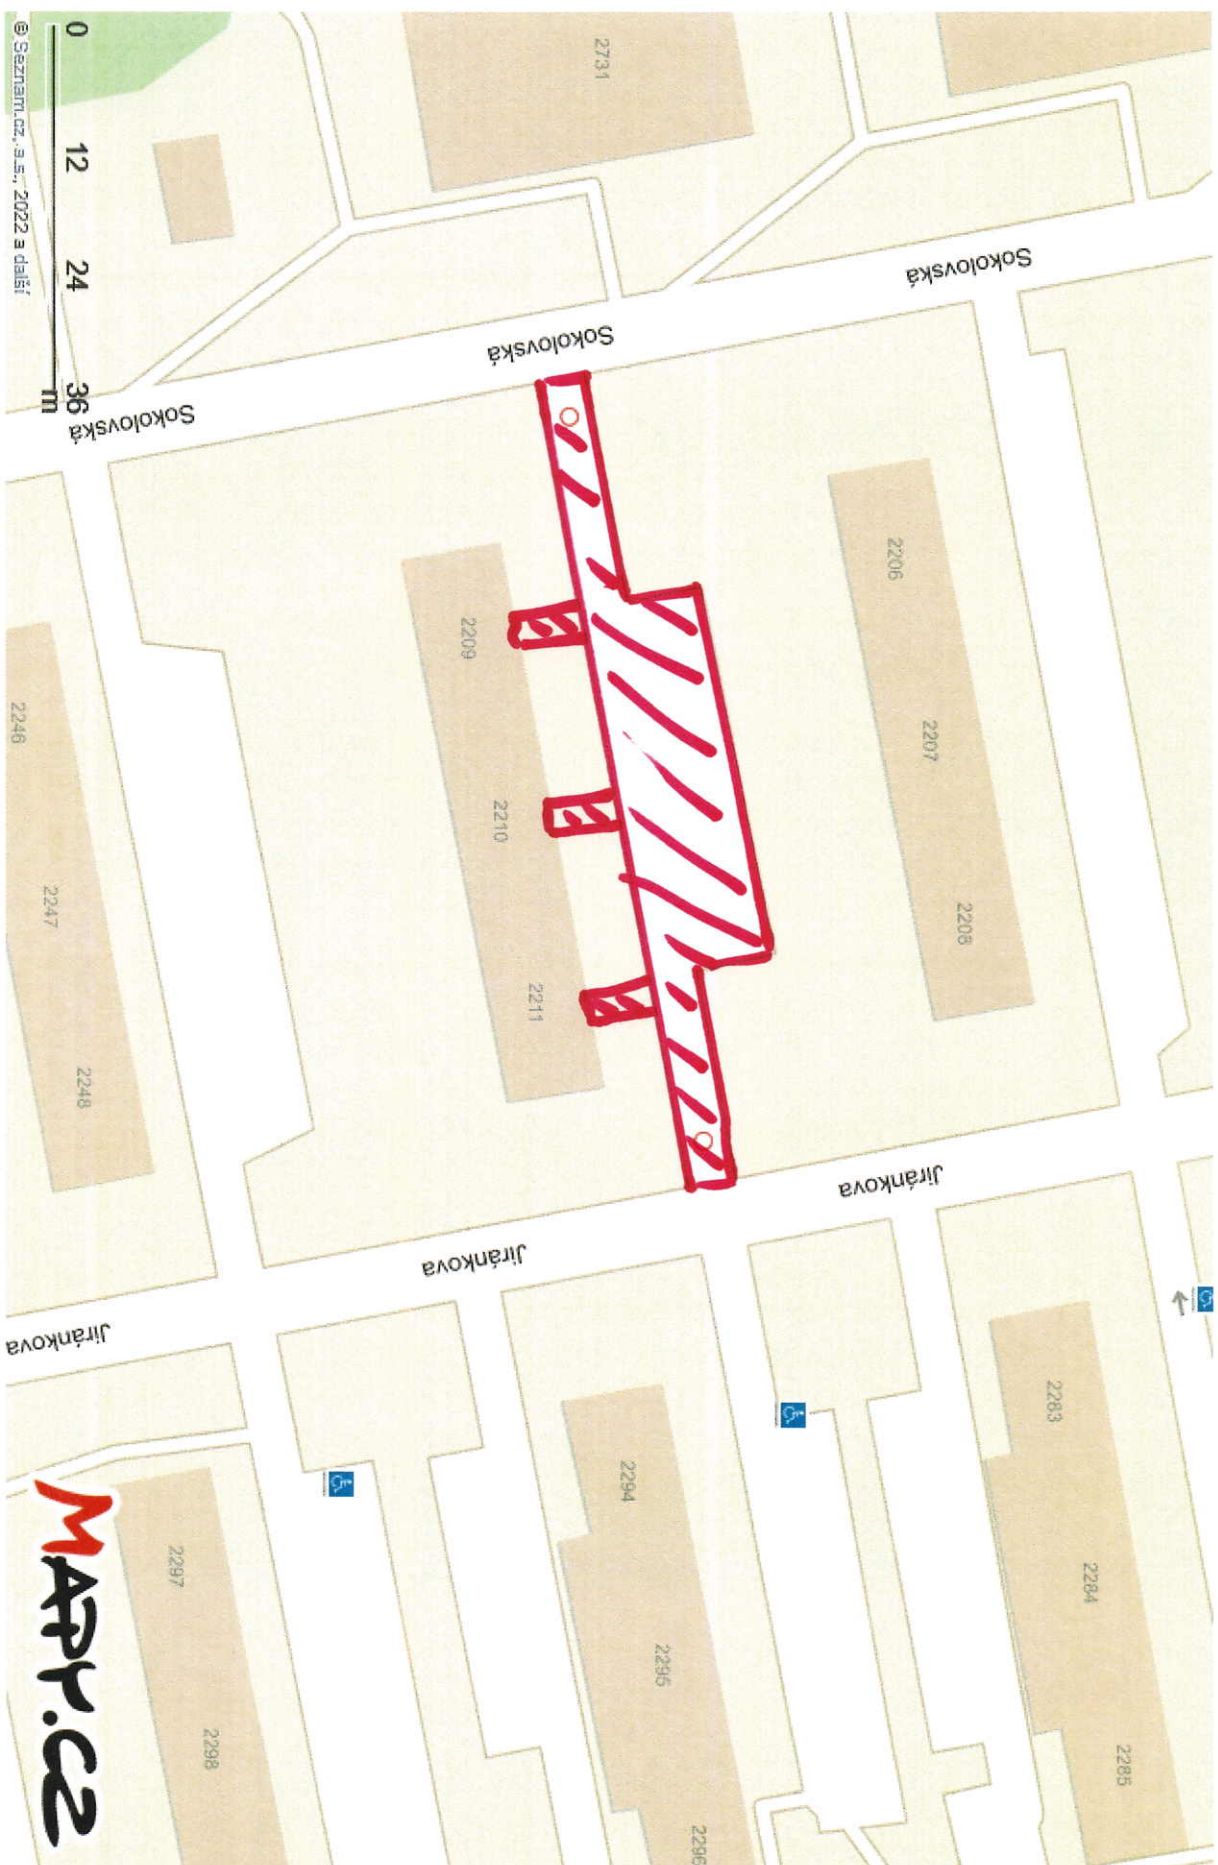 2731
Sokolovská
Sokolovská
Sokolovská
2206
2207
2208
2209
2210
2211
2246
2247
2248
Jiránkova
Jiránkova
Jiránkova
2283
2284
2285
2294
2295
2296
2297
2298
0 12 24 36
m
© Seznam.cz, a.s., 2022 a další
MAPY.CZ